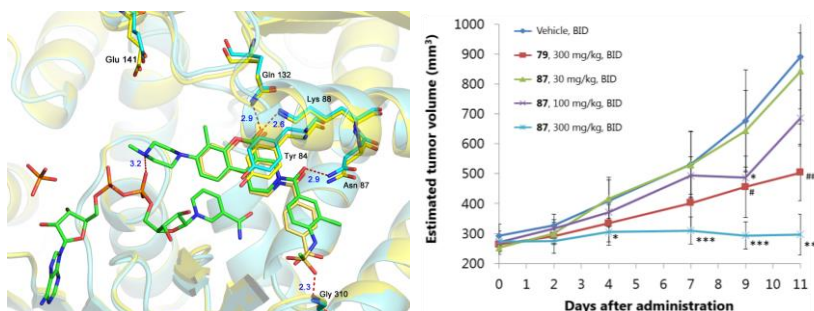 Glu 141
Gln 132
Lys 88
2.9
2.6
3.2
Tyr 84
2.9
Asn 87
2.3
Gly 310
Estimated tumor volume (mm³)
1000
900
800
700
600
500
400
300
200
Vehicle, BID
79, 300 mg/kg, BID
87, 30 mg/kg, BID
87, 100 mg/kg, BID
87, 300 mg/kg, BID
*
***
*
#
***
##
**
0 1 2 3 4 5 6 7 8 9 10 11
Days after administration